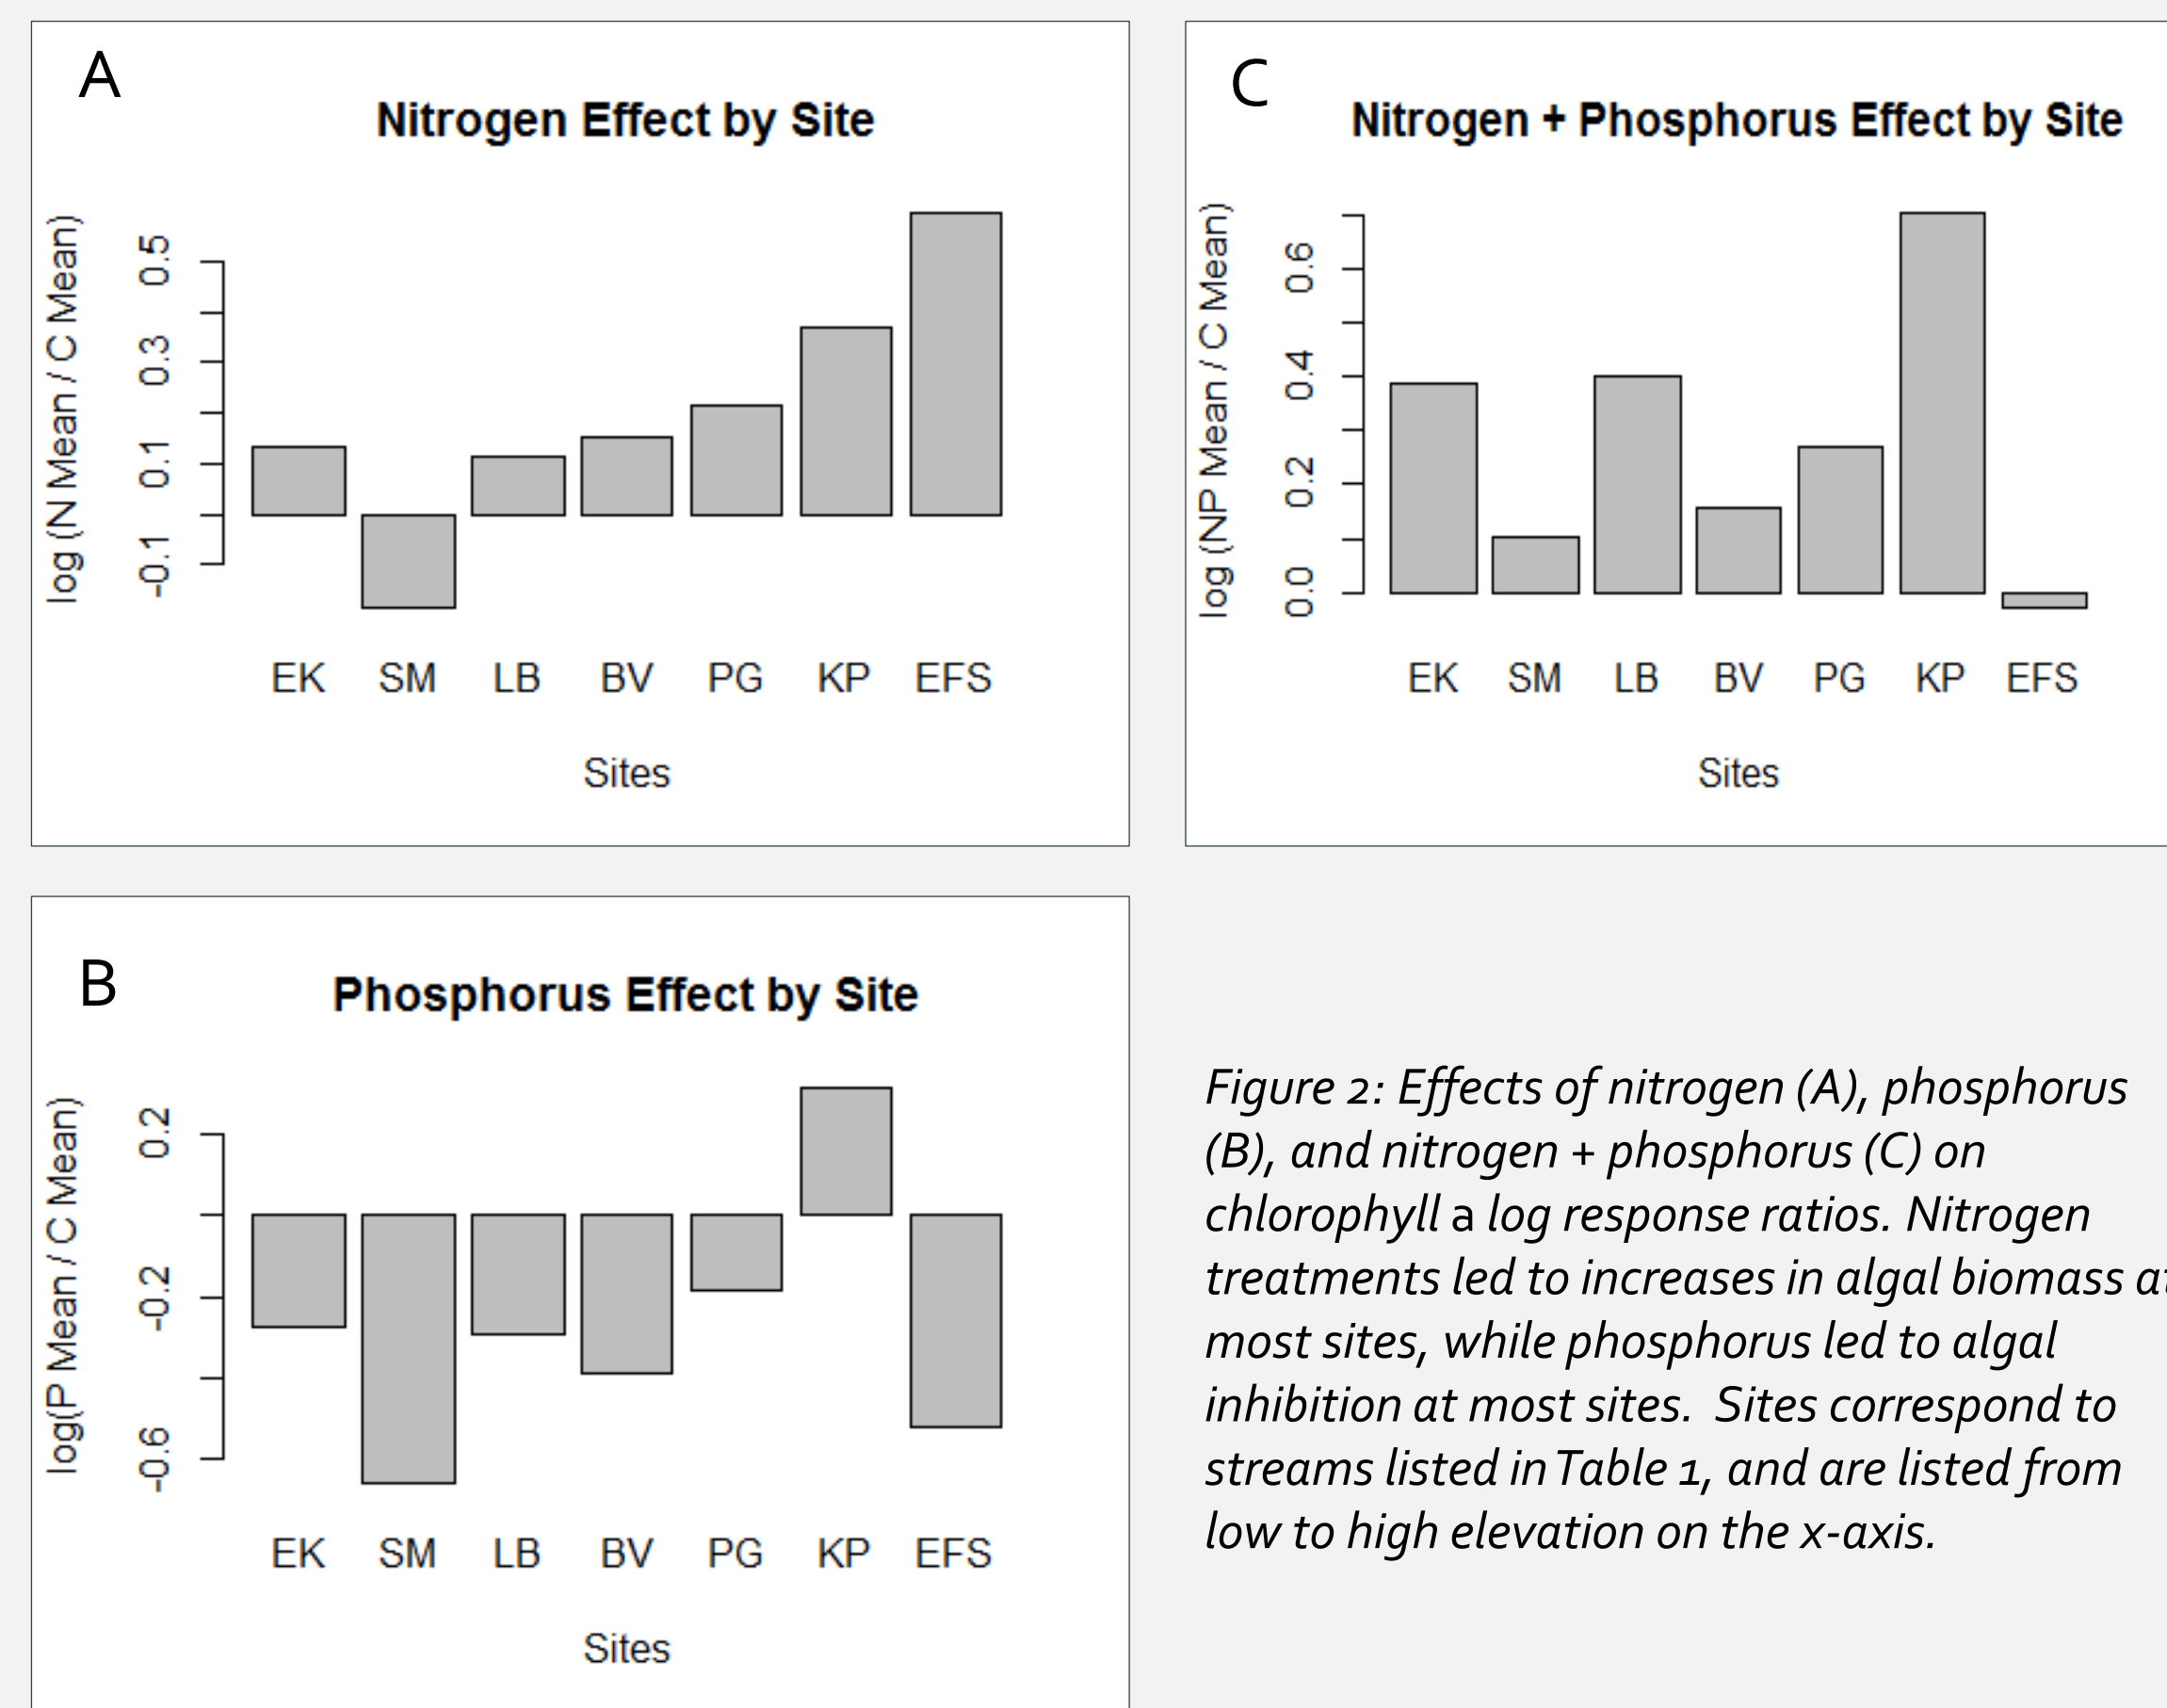 A
Nitrogen Effect by Site
log (N Mean / C Mean)
0.5
0.3
0.1
-0.1
EK SM LB BV PG KP EFS
Sites
C
Nitrogen + Phosphorus Effect by Site
log (NP Mean / C Mean)
0.6
0.4
0.2
0.0
EK SM LB BV PG KP EFS
Sites
B
Phosphorus Effect by Site
log(P Mean / C Mean)
0.2
-0.2
-0.6
EK SM LB BV PG KP EFS
Sites
Figure 2: Effects of nitrogen (A), phosphorus
(B), and nitrogen + phosphorus (C) on
chlorophyll a log response ratios. Nitrogen
treatments led to increases in algal biomass at
most sites, while phosphorus led to algal
inhibition at most sites.  Sites correspond to
streams listed in Table 1, and are listed from
low to high elevation on the x-axis.